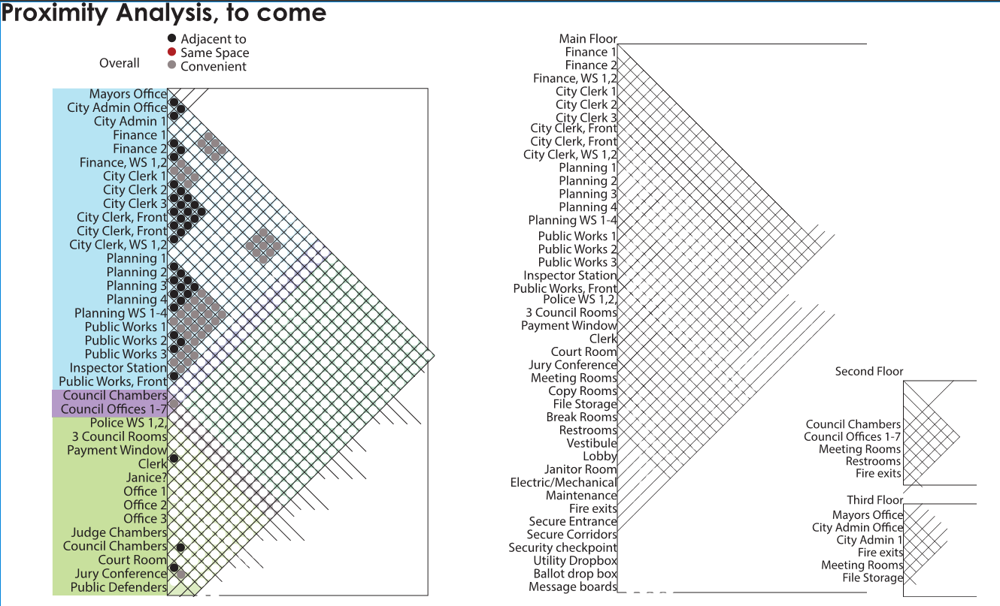 Proximity Analysis, to come
Adjacent to
Same Space
Convenient
Overall
Mayors Office
City Admin Office
City Admin 1
Finance 1
Finance 2
Finance, WS 1,2
City Clerk 1
City Clerk 2
City Clerk 3
City Clerk, Front
City Clerk, Front
City Clerk, WS 1,2
Planning 1
Planning 2
Planning 3
Planning 4
Planning WS 1-4
Public Works 1
Public Works 2
Public Works 3
Inspector Station
Public Works, Front
Council Chambers
Council Offices 1-7
Police WS 1,2,
3 Council Rooms
Payment Window
Clerk
Janice?
Office 1
Office 2
Office 3
Judge Chambers
Council Chambers
Court Room
Jury Conference
Public Defenders
Main Floor
Finance 1
Finance 2
Finance, WS 1,2
City Clerk 1
City Clerk 2
City Clerk 3
City Clerk, Front
City Clerk, Front
City Clerk, WS 1,2
Planning 1
Planning 2
Planning 3
Planning 4
Planning WS 1-4
Public Works 1
Public Works 2
Public Works 3
Inspector Station
Public Works, Front
Police WS 1,2,
3 Council Rooms
Payment Window
Clerk
Court Room
Jury Conference
Meeting Rooms
Copy Rooms
File Storage
Break Rooms
Restrooms
Vestibule
Lobby
Janitor Room
Electric/Mechanical
Maintenance
Fire exits
Secure Entrance
Secure Corridors
Security checkpoint
Utility Dropbox
Ballot drop box
Message boards
Second Floor
Council Chambers
Council Offices 1-7
Meeting Rooms
Restrooms
Fire exits
Third Floor
Mayors Office
City Admin Office
City Admin 1
Fire exits
Meeting Rooms
File Storage